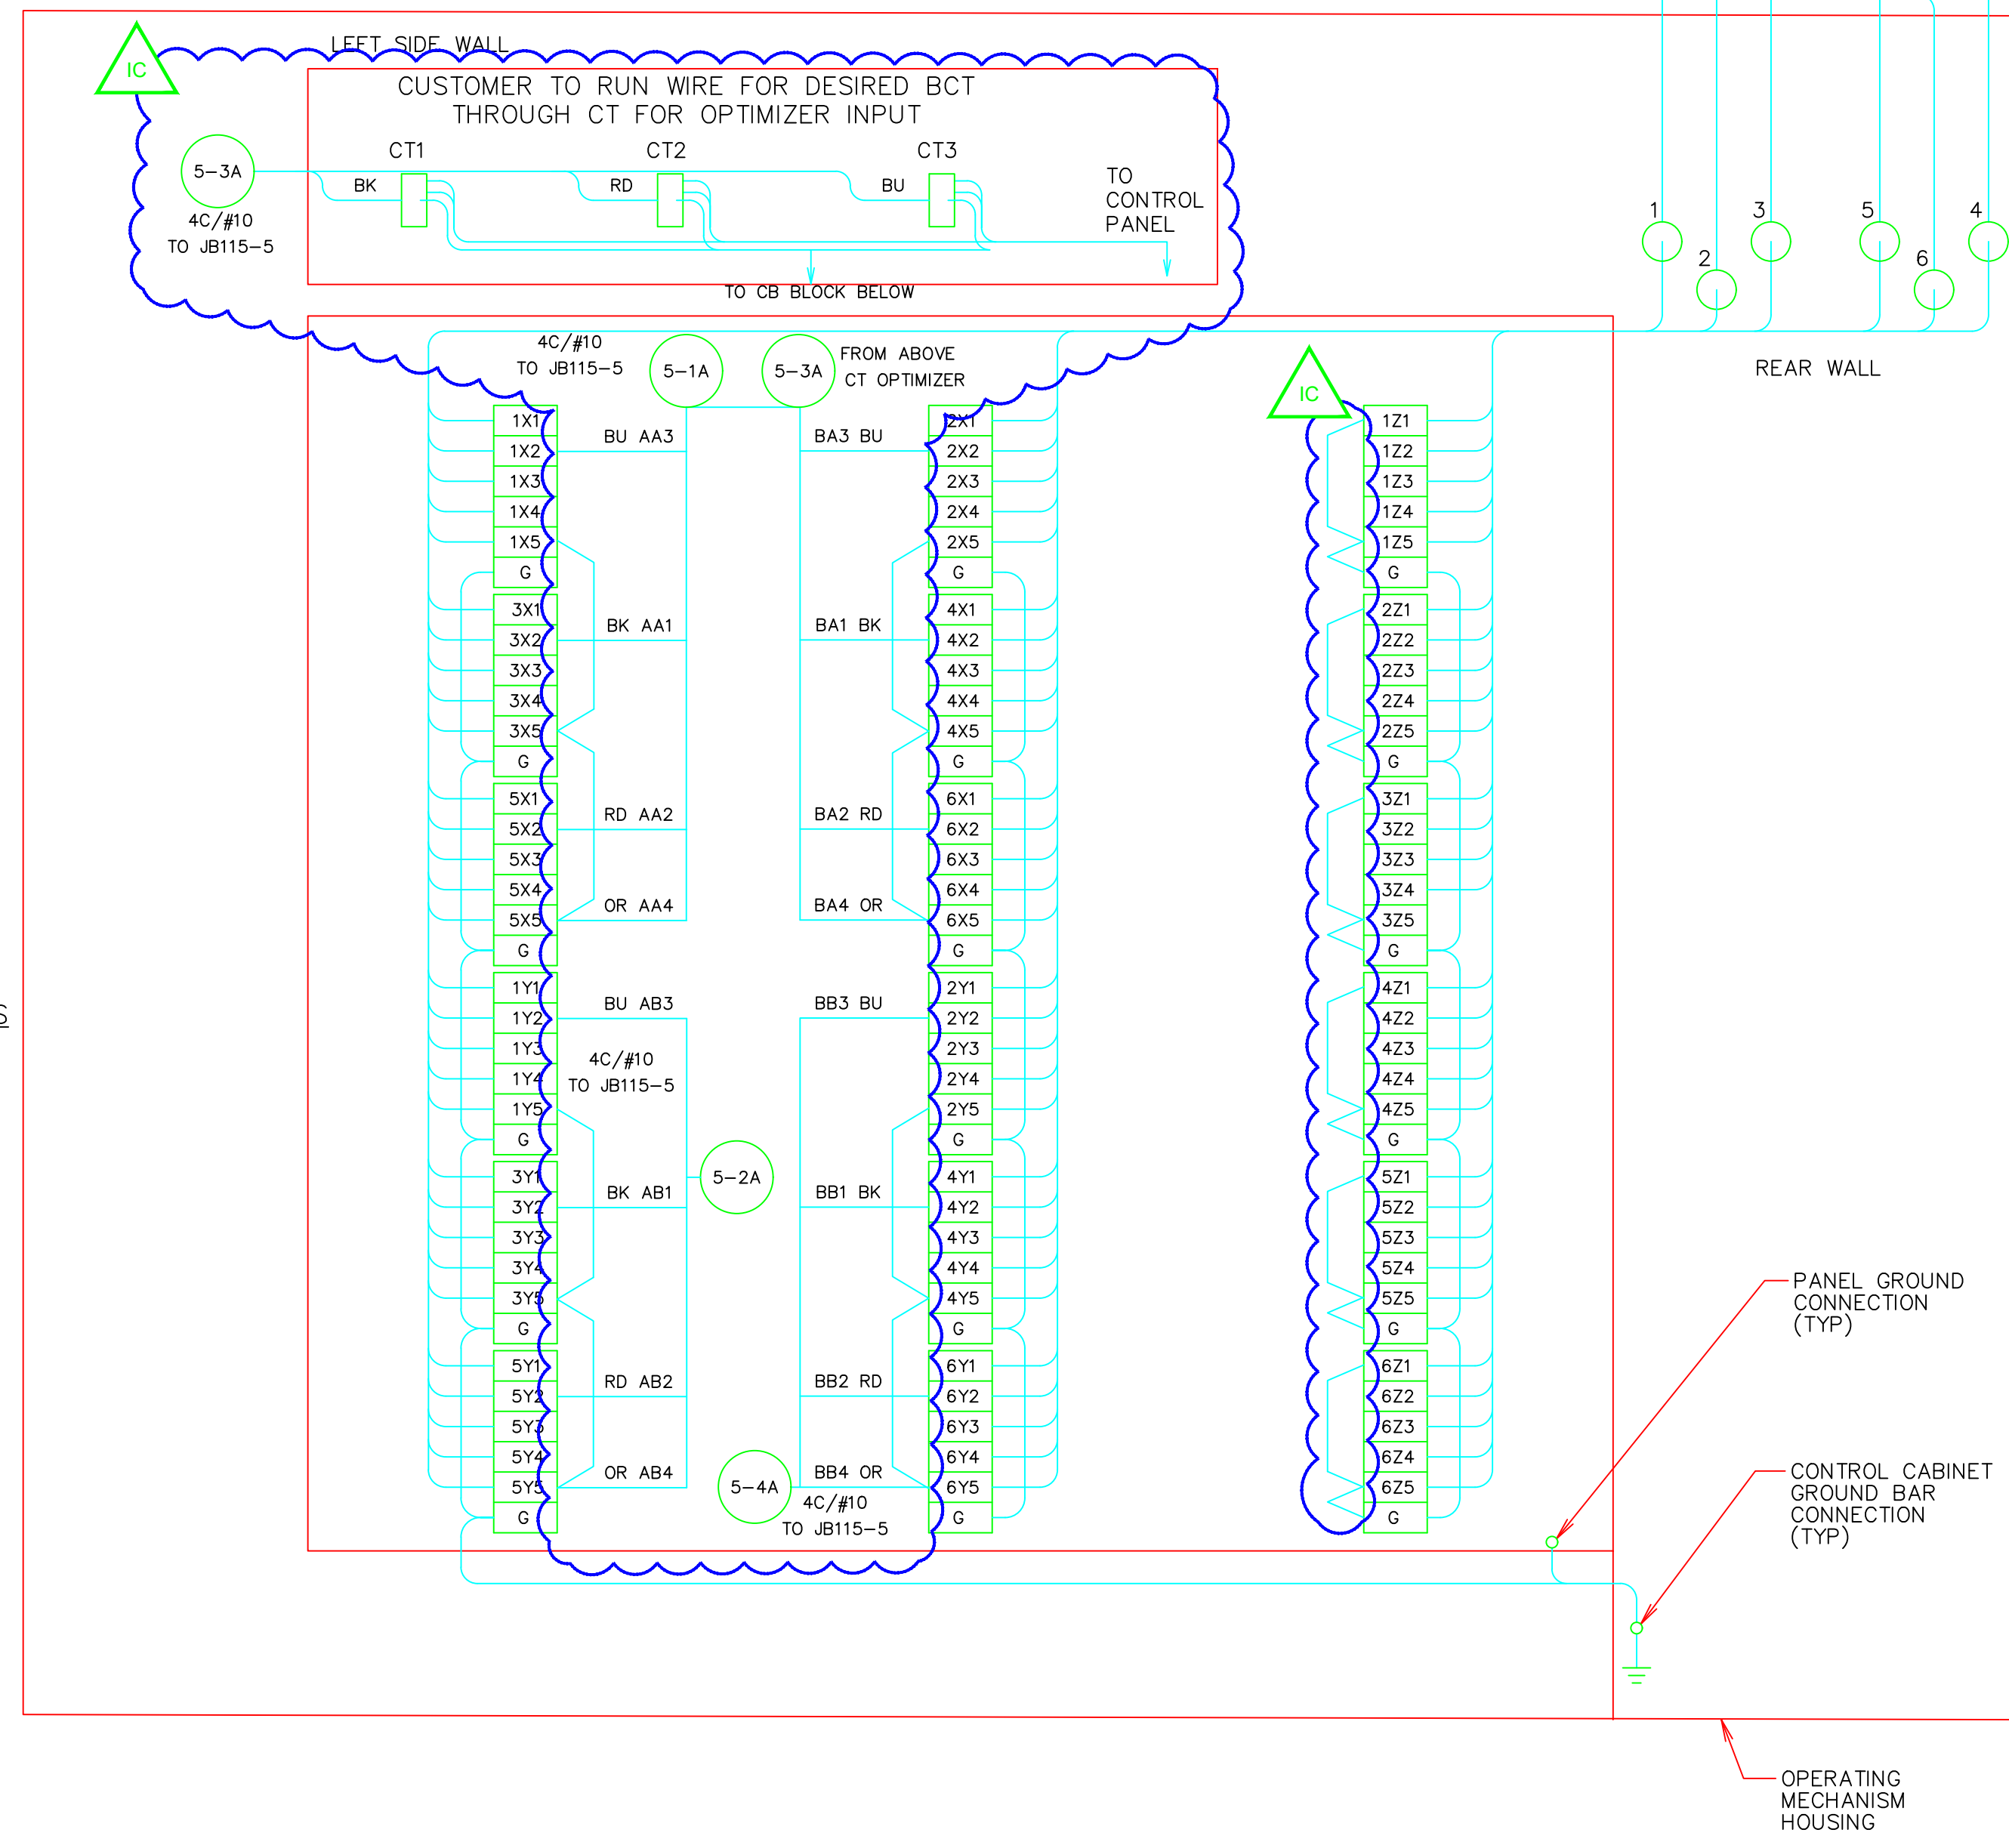 LEFT SIDE WALL
IC
CUSTOMER TO RUN WIRE FOR DESIRED BCT
THROUGH CT FOR OPTIMIZER INPUT
CT1
CT2
CT3
5-3A
BK
RD
BU
TO
CONTROL
PANEL
4C/#10
TO JB115-5
TO CB BLOCK BELOW
1
3
5
4
2
6
REAR WALL
4C/#10
TO JB115-5
5-1A
5-3A
FROM ABOVE
CT OPTIMIZER
IC
1X1
1X2
1X3
1X4
1X5
G
3X1
3X2
3X3
3X4
3X5
G
5X1
5X2
5X3
5X4
5X5
G
1Y1
1Y2
1Y3
1Y4
1Y5
G
3Y1
3Y2
3Y3
3Y4
3Y5
G
5Y1
5Y2
5Y3
5Y4
5Y5
G
BU AA3
BK AA1
RD AA2
OR AA4
BU AB3
4C/#10
TO JB115-5
5-2A
BK AB1
RD AB2
OR AB4
BA3 BU
BA1 BK
BA2 RD
BA4 OR
BB3 BU
BB1 BK
BB2 RD
BB4 OR
5-4A
4C/#10
TO JB115-5
2X1
2X2
2X3
2X4
2X5
G
4X1
4X2
4X3
4X4
4X5
G
6X1
6X2
6X3
6X4
6X5
G
2Y1
2Y2
2Y3
2Y4
2Y5
G
4Y1
4Y2
4Y3
4Y4
4Y5
G
6Y1
6Y2
6Y3
6Y4
6Y5
G
1Z1
1Z2
1Z3
1Z4
1Z5
G
2Z1
2Z2
2Z3
2Z4
2Z5
G
3Z1
3Z2
3Z3
3Z4
3Z5
G
4Z1
4Z2
4Z3
4Z4
4Z5
G
5Z1
5Z2
5Z3
5Z4
5Z5
G
6Z1
6Z2
6Z3
6Z4
6Z5
G
PANEL GROUND
CONNECTION
(TYP)
CONTROL CABINET
GROUND BAR
CONNECTION
(TYP)
OPERATING
MECHANISM
HOUSING